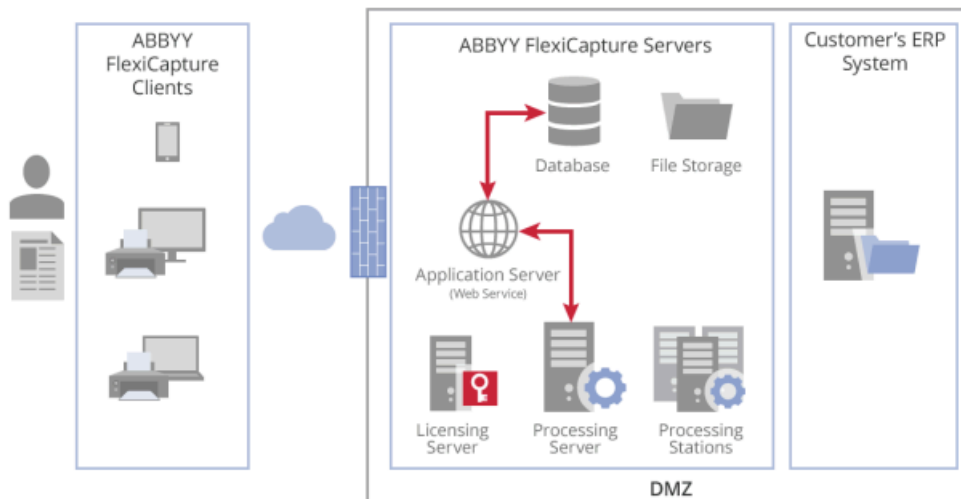 ABBYY
FlexiCapture
Clients
ABBYY FlexiCapture Servers
Customer's ERP
System
Database
File Storage
Application Server
(Web Service)
Licensing
Server
Processing
Server
Processing
Stations
DMZ